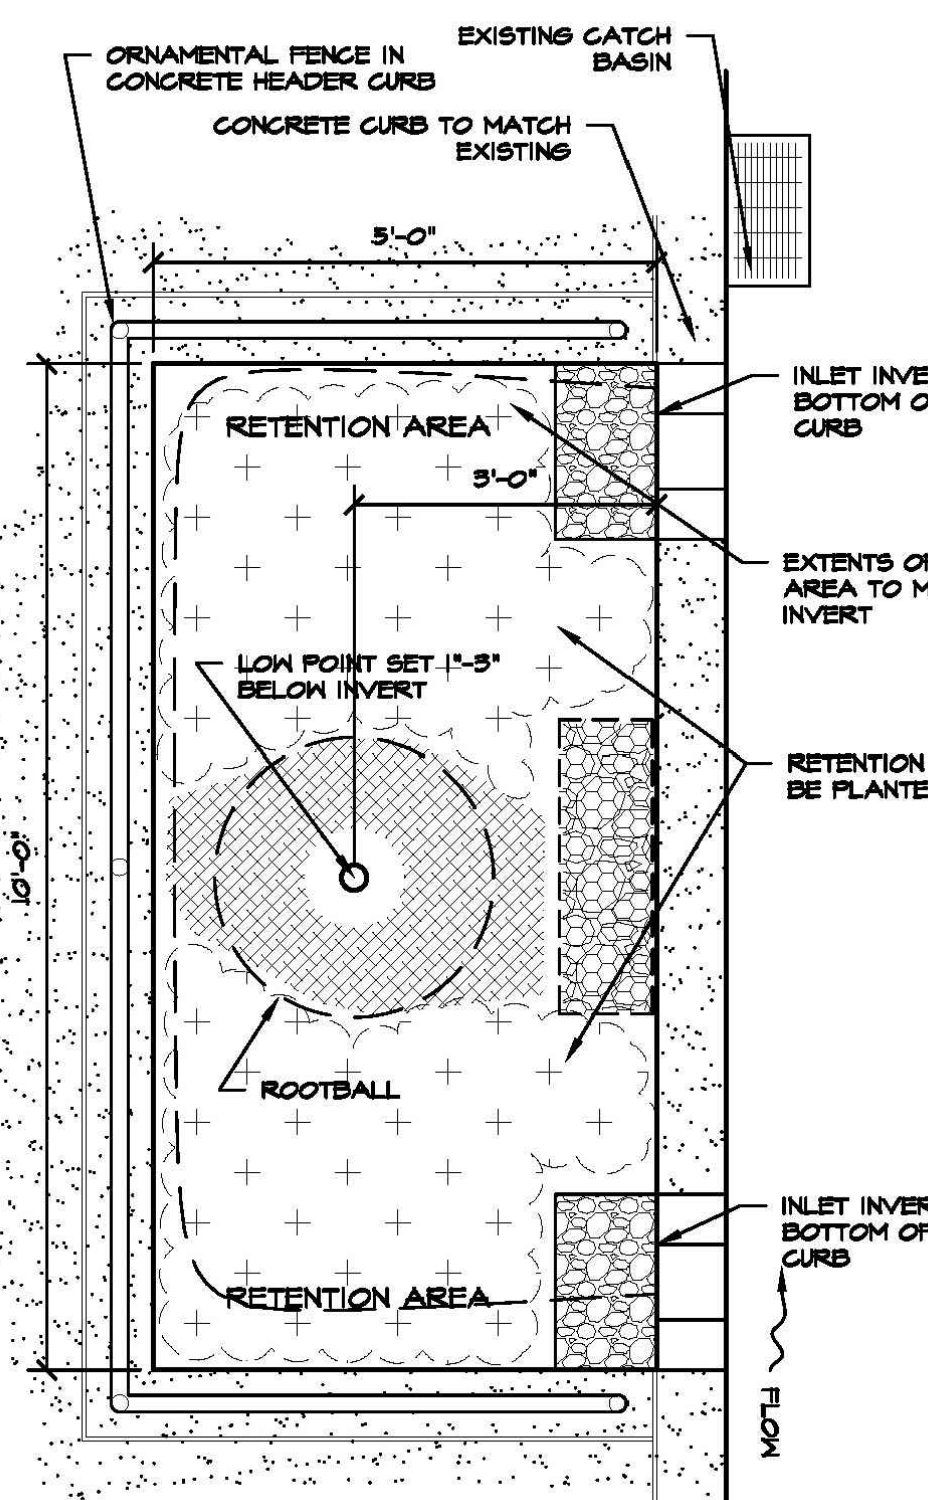 ORNAMENTAL FENCE IN
CONCRETE HEADER CURB
EXISTING CATCH
BASIN
CONCRETE CURB TO MATCH
EXISTING
5'-0"
INLET INVE
BOTTOM O
CURB
RETENTION AREA
3'-0"
EXTENTS OF
AREA TO M
INVERT
LOW POINT SET 1"-3"
BELOW INVERT
RETENTION
BE PLANTE
10'-0"
ROOTBALL
INLET INVER
BOTTOM OF
CURB
RETENTION AREA
FLOW